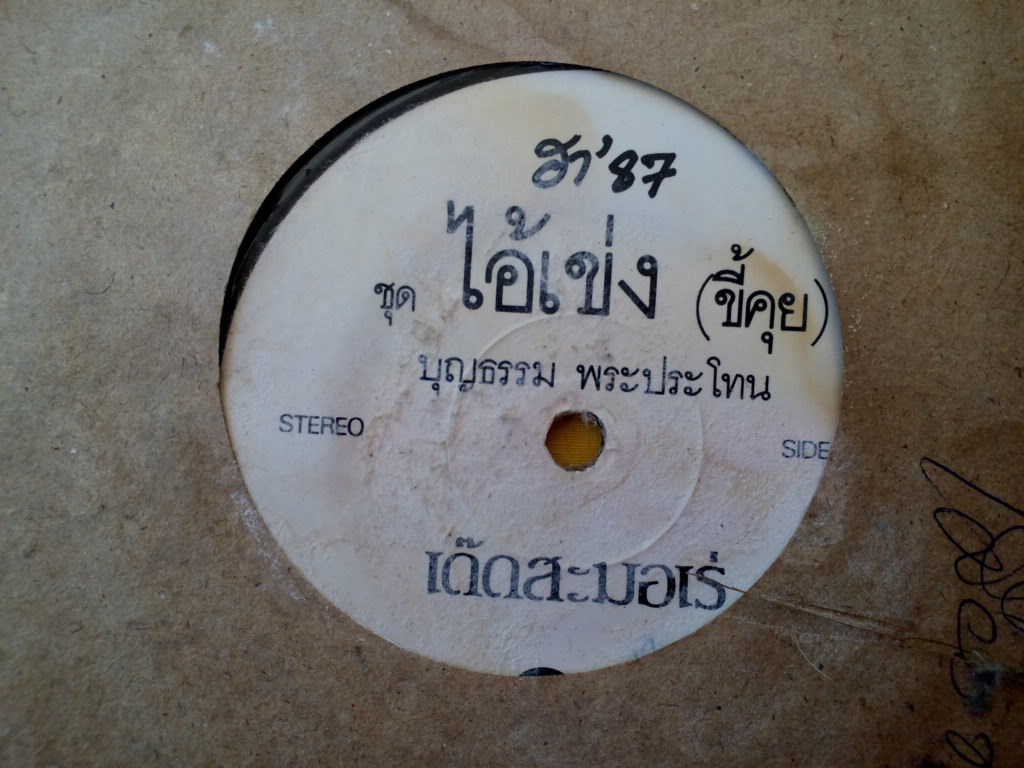 ฮา'87
ชุด ไอ้เข่ง (ขี้คุย)
บุญธรรม พระประโทน
STEREO
SIDE
เด๊ดสะมอเร่